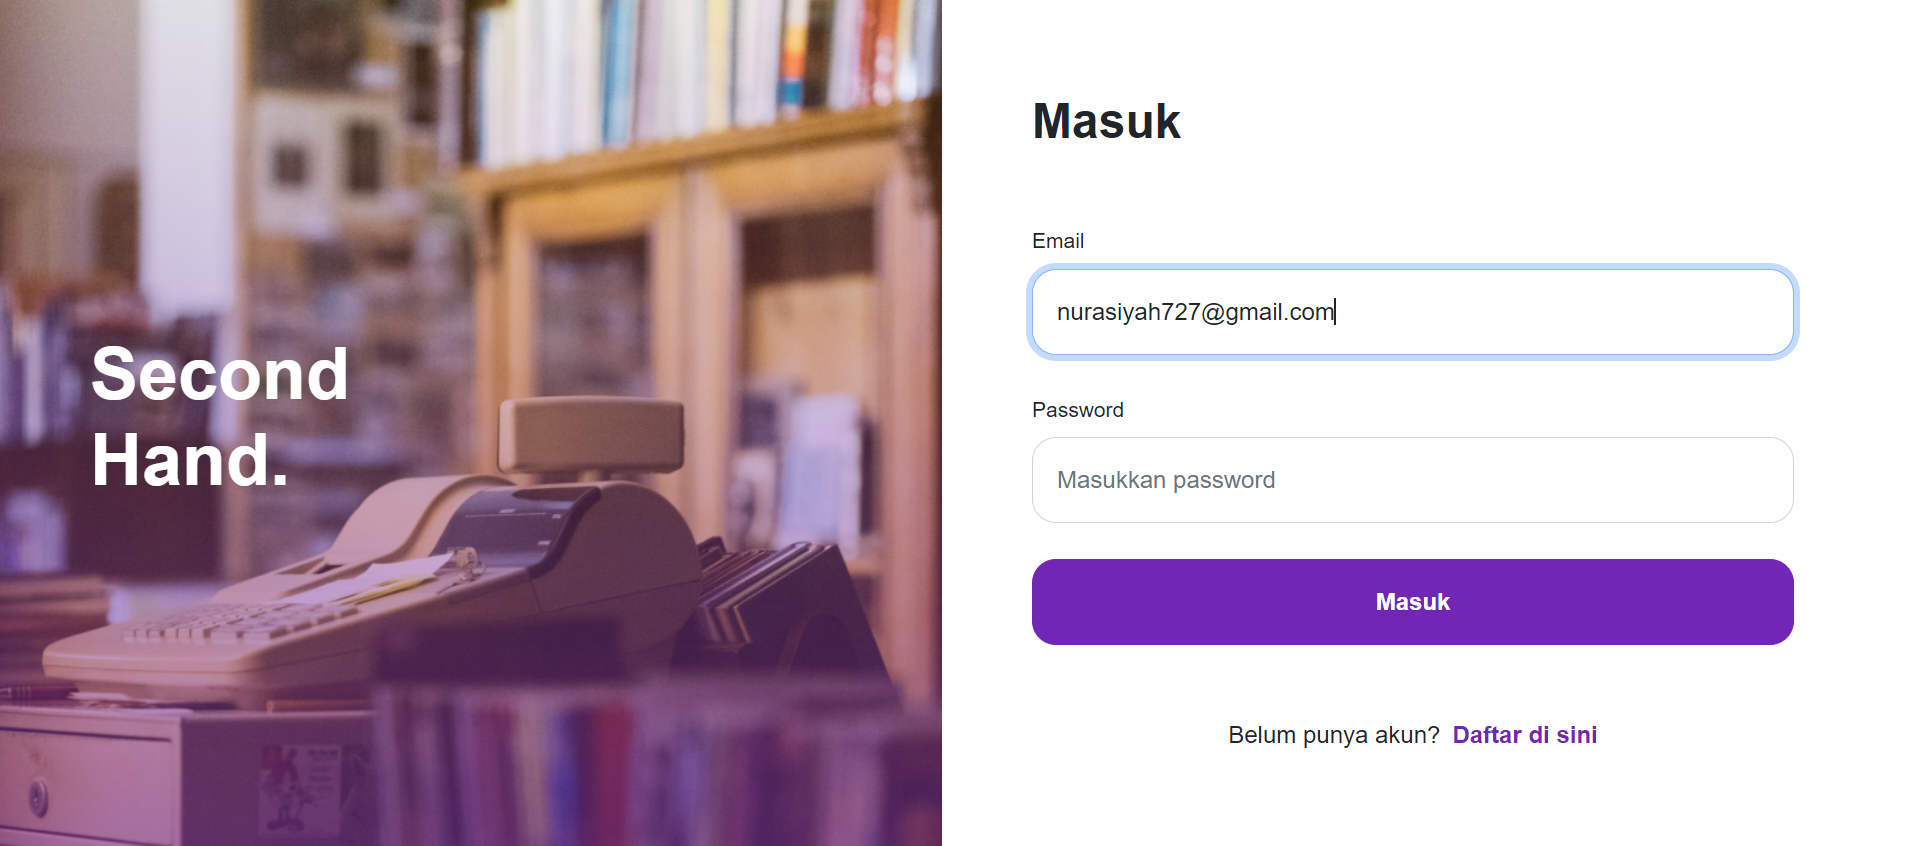 Second
Hand.
Masuk
Email
nurasiyah727@gmail.com
Password
Masukkan password
Masuk
Belum punya akun? Daftar di sini